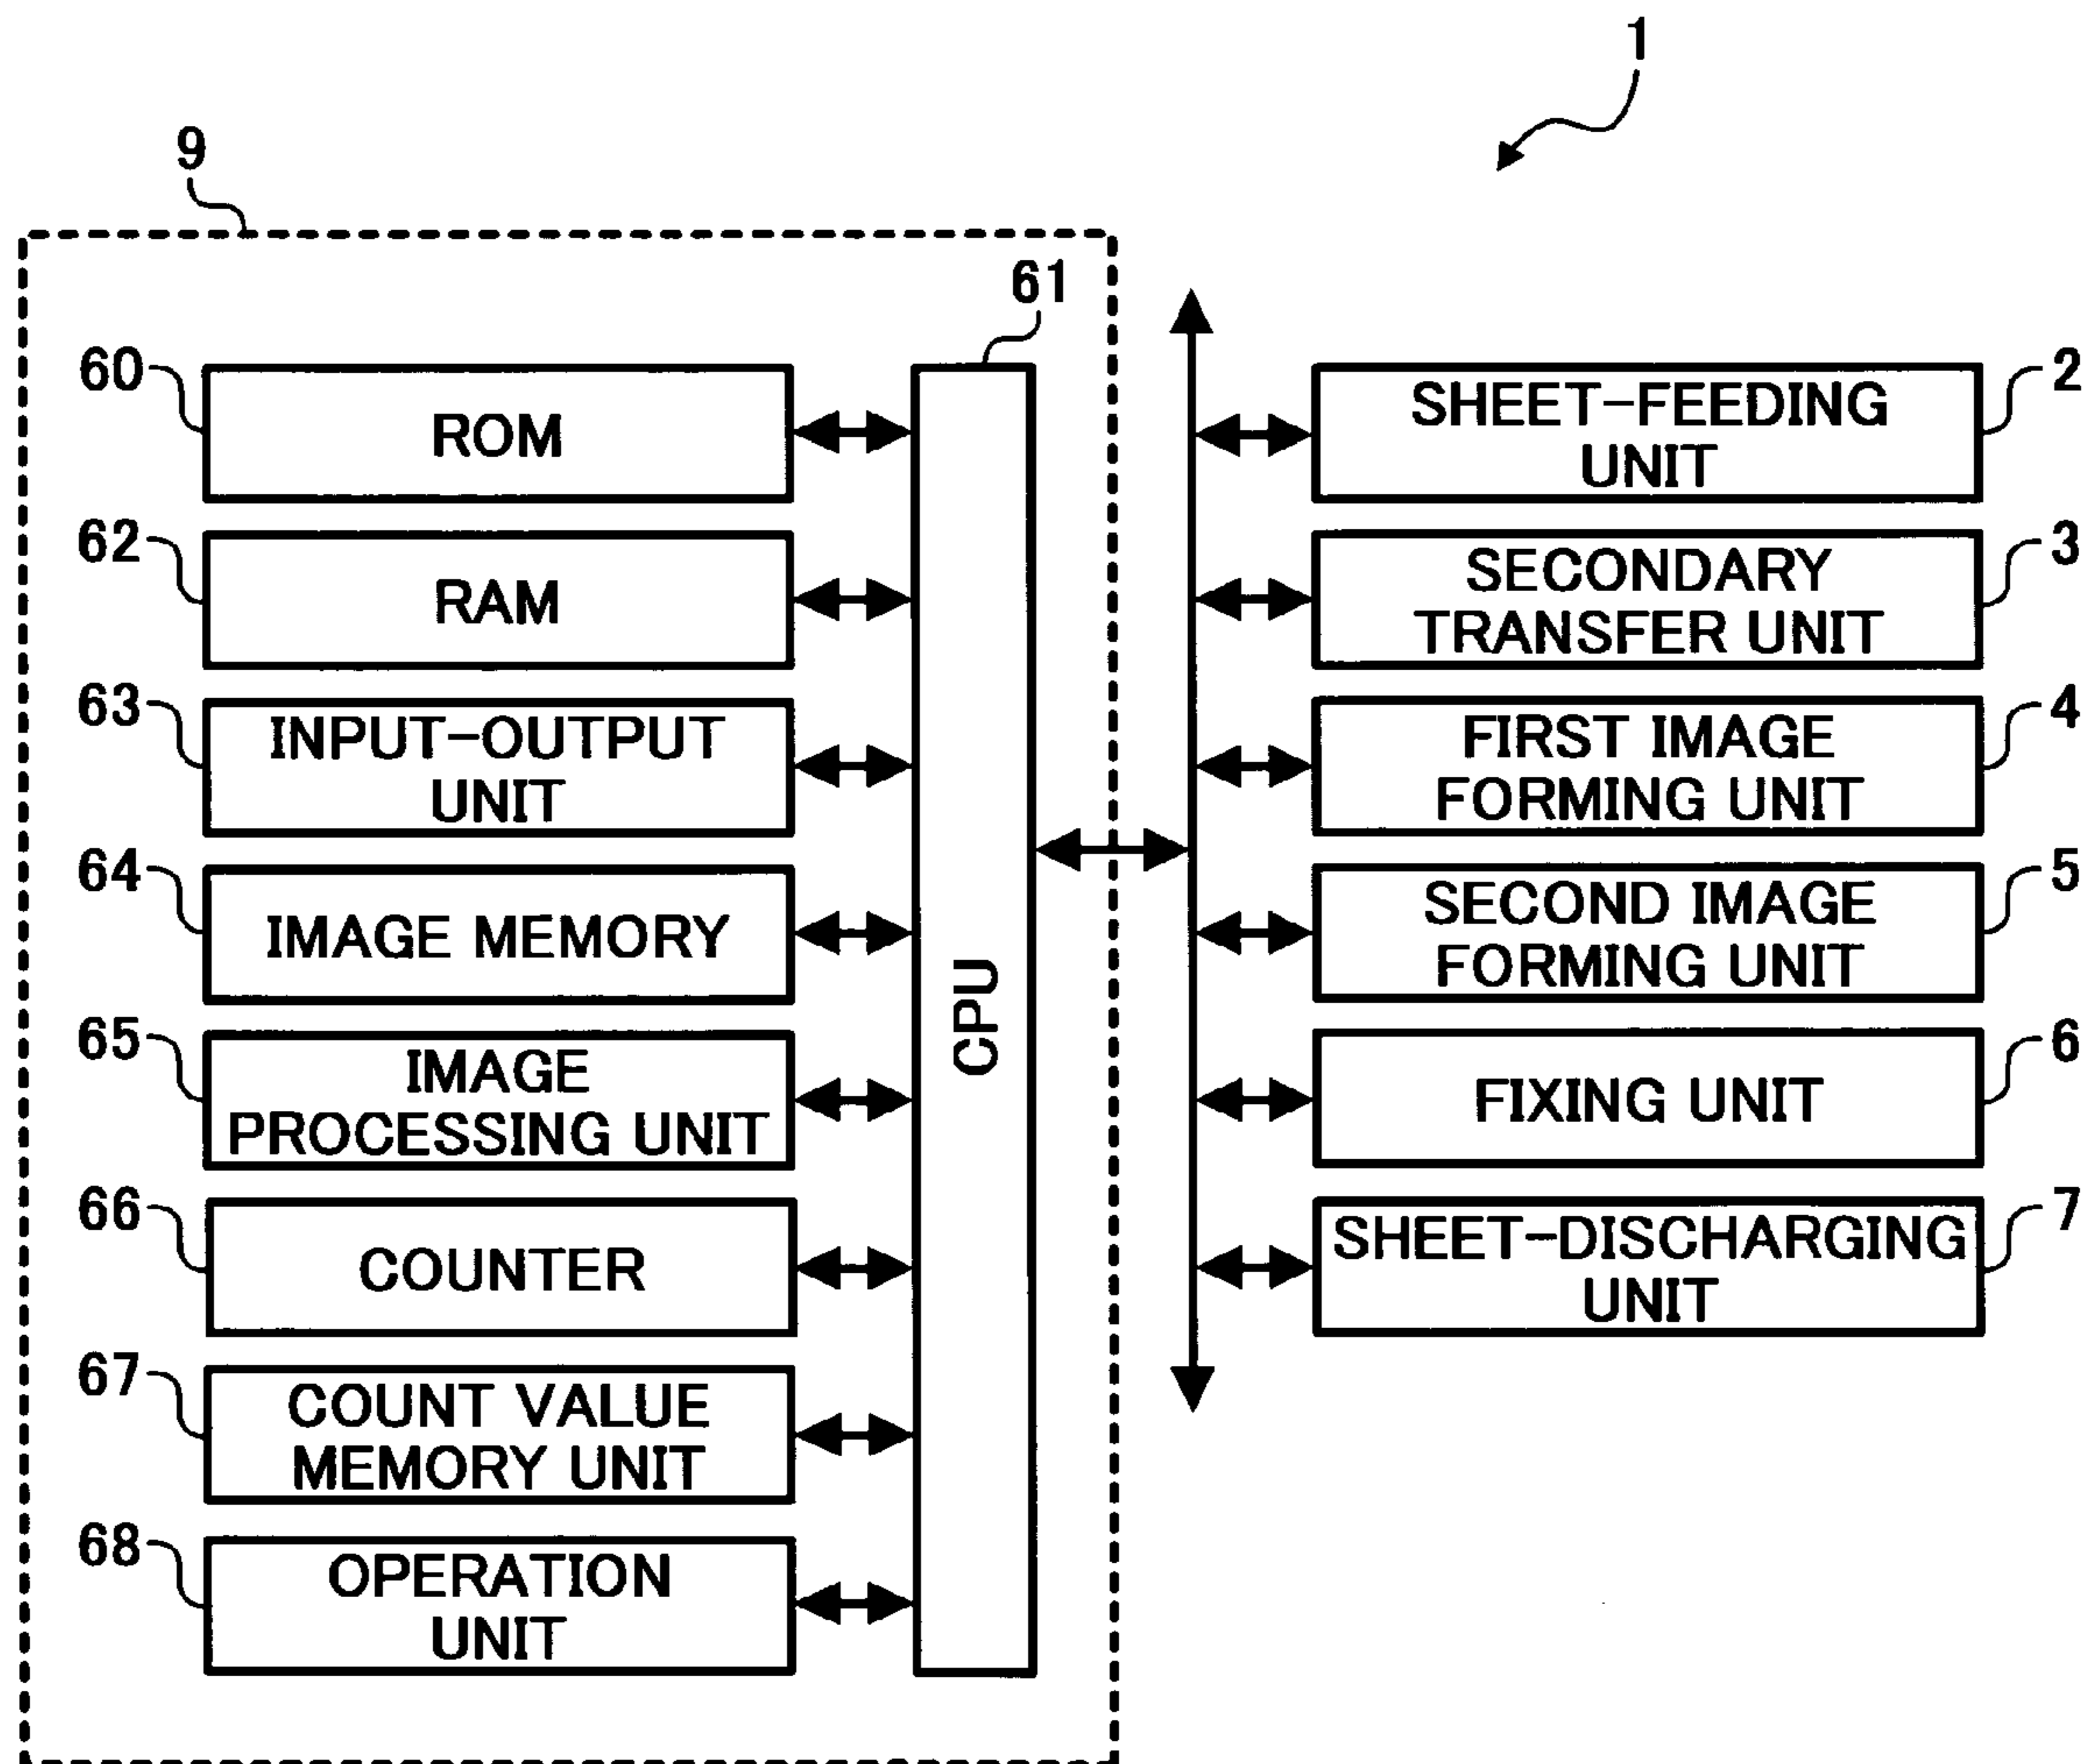 1
9
61
60
ROM
62
RAM
63
INPUT-OUTPUT
UNIT
64
IMAGE MEMORY
65
IMAGE
PROCESSING UNIT
66
COUNTER
67
COUNT VALUE
MEMORY UNIT
68
OPERATION
UNIT
CPU
SHEET-FEEDING
UNIT
2
SECONDARY
TRANSFER UNIT
3
FIRST IMAGE
FORMING UNIT
4
SECOND IMAGE
FORMING UNIT
5
FIXING UNIT
6
SHEET-DISCHARGING
UNIT
7